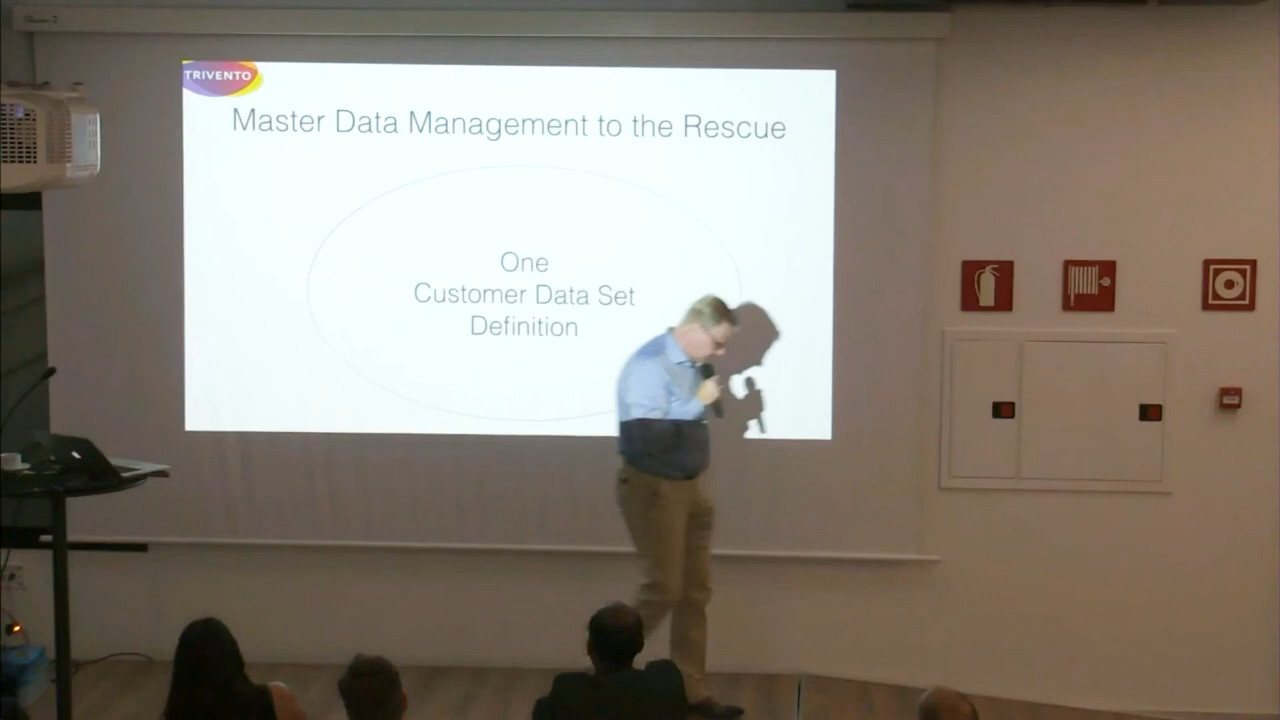 TRIVENTO
Master Data Management to the Rescue
One
Customer Data Set
Definition